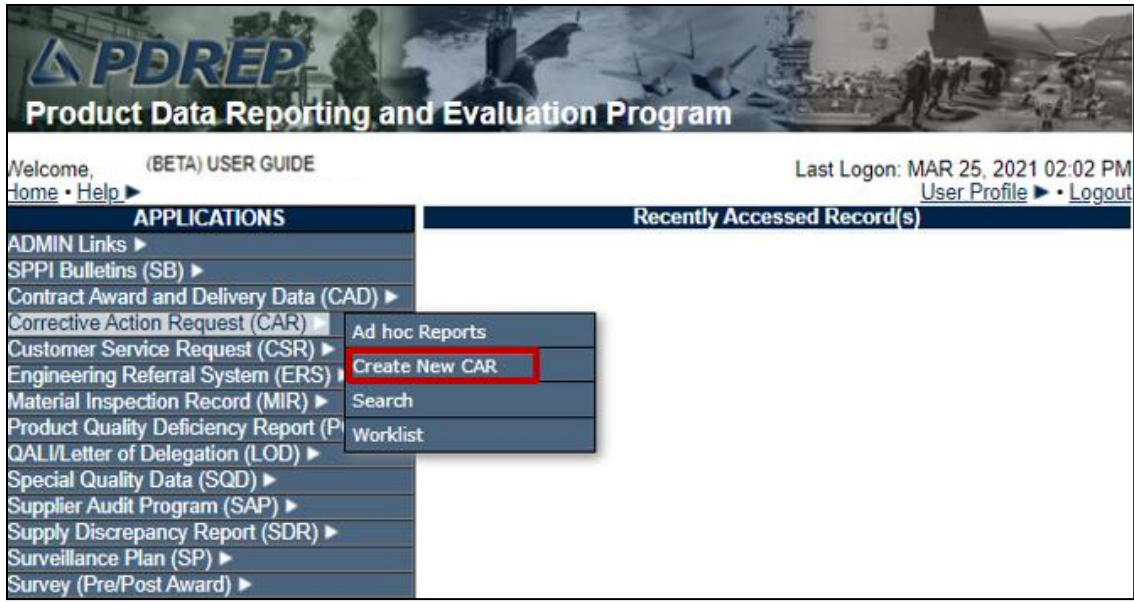 PDREP
Product Data Reporting and Evaluation Program
Welcome, (BETA) USER GUIDE
Last Logon: MAR 25, 2021 02:02 PM
Home • Help ►
User Profile ► • Logout
APPLICATIONS
Recently Accessed Record(s)
ADMIN Links ►
SPPI Bulletins (SB) ►
Contract Award and Delivery Data (CAD) ►
Corrective Action Request (CAR) ►
Customer Service Request (CSR) ►
Engineering Referral System (ERS)
Material Inspection Record (MIR) ►
Product Quality Deficiency Report (P
QALI/Letter of Delegation (LOD) ►
Special Quality Data (SQD) ►
Supplier Audit Program (SAP) ►
Supply Discrepancy Report (SDR) ►
Surveillance Plan (SP) ►
Survey (Pre/Post Award) ►
Ad hoc Reports
Create New CAR
Search
Worklist